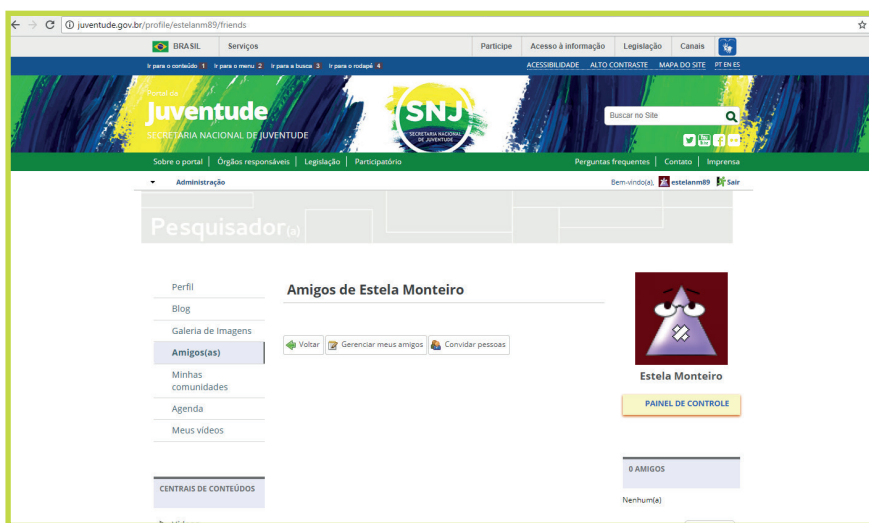 juventude.gov.br/profile/estelanm89/friends
BRASIL Serviços Participe Acesso à informação Legislação Canais
Ir para o conteúdo 1 Ir para o menu 2 Ir para a busca 3 Ir para o rodapé 4 ACESSIBILIDADE ALTO CONTRASTE MAPA DO SITE PT EN ES
Portal da
Juventude
SECRETARIA NACIONAL DE JUVENTUDE
SNJ
SECRETARIA NACIONAL
DE JUVENTUDE
Buscar no Site
You
Tube
Sobre o portal Órgãos responsáveis Legislação Participatório Perguntas frequentes Contato Imprensa
Administração Bem-vindo(a), estelanm89 Sair
Pesquisador(a)
Perfil
Blog
Galeria de Imagens
Amigos(as)
Minhas
comunidades
Agenda
Meus vídeos
CENTRAIS DE CONTEÚDOS
Amigos de Estela Monteiro
Voltar Gerenciar meus amigos Convidar pessoas
Estela Monteiro
PAINEL DE CONTROLE
0 AMIGOS
Nenhum(a)